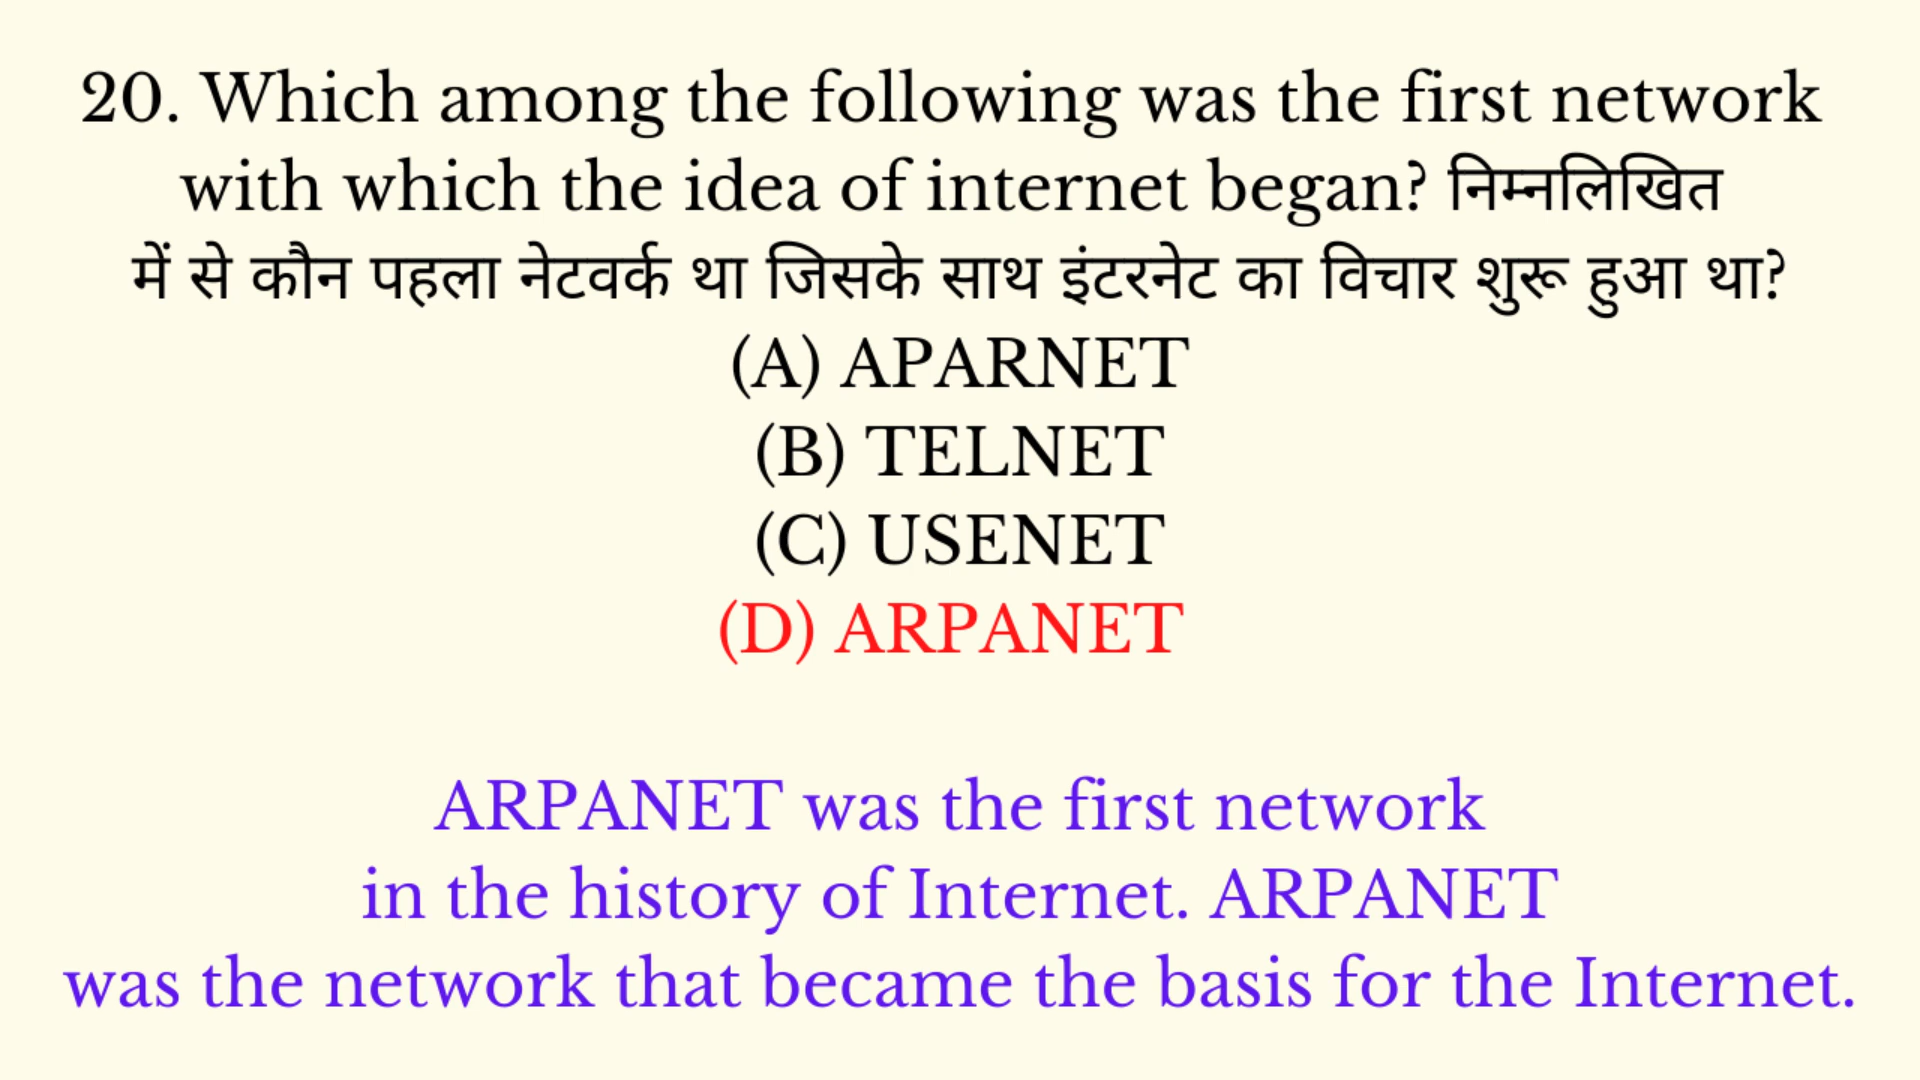 20. Which among the following was the first network
with which the idea of internet began? निम्नलिखित
में से कौन पहला नेटवर्क था जिसके साथ इंटरनेट का विचार शुरू हुआ था?
(A) APARNET
(B) TELNET
(C) USENET
(D) ARPANET
ARPANET was the first network
in the history of Internet. ARPANET
was the network that became the basis for the Internet.